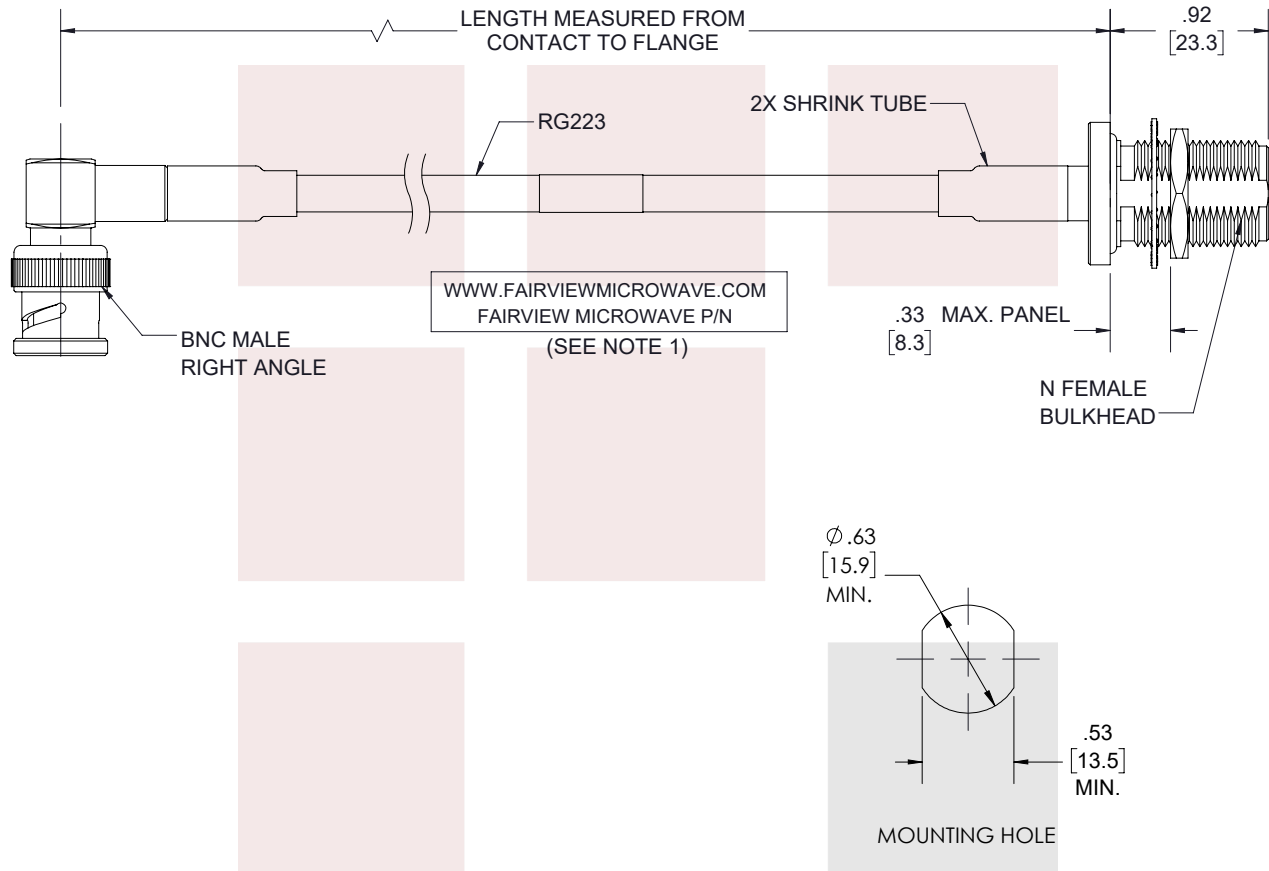 LENGTH MEASURED FROM
CONTACT TO FLANGE
.92
[23.3]
2X SHRINK TUBE
RG223
WWW.FAIRVIEWMICROWAVE.COM
FAIRVIEW MICROWAVE P/N
(SEE NOTE 1)
.33 MAX. PANEL
[8.3]
BNC MALE
RIGHT ANGLE
N FEMALE
BULKHEAD
Ø.63
[15.9]
MIN.
.53
[13.5]
MIN.
MOUNTING HOLE